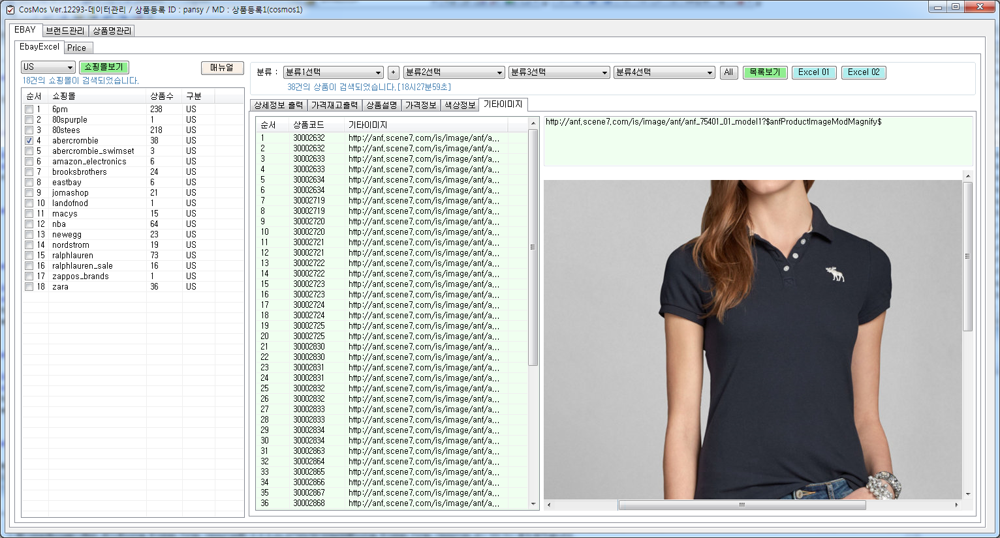 CosMos Ver.12293-데이터관리 / 상품등록 ID : pansy / MD : 상품등록1(cosmos1)
EBAY 브랜드관리 상품명관리
EbayExcel Price
US 쇼핑몰보기 매뉴얼
18건의 쇼핑몰이 검색되었습니다.
순서 쇼핑몰 상품수 구분
1 6pm 238 US
2 80spurple 1 US
3 80stees 218 US
4 abercrombie 38 US
5 abercrombie_swimset 3 US
6 amazon_electronics 6 US
7 brooksbrothers 24 US
8 eastbay 6 US
9 jomashop 21 US
10 landofnod 1 US
11 macys 15 US
12 nba 64 US
13 newegg 23 US
14 nordstrom 19 US
15 ralphlauren 73 US
16 ralphlauren_sale 16 US
17 zappos_brands 1 US
18 zara 36 US
분류 : 분류1선택 + 분류2선택 분류3선택 분류4선택 All 목록보기 Excel 01 Excel 02
38건의 상품이 검색되었습니다.[18시27분59초]
상세정보 출력 가격재고출력 상품설명 가격정보 색상정보 기타이미지
순서 상품코드 기타이미지
1 30002632 http://anf.scene7.com/is/image/anf/a...
2 30002632 http://anf.scene7.com/is/image/anf/a...
3 30002633 http://anf.scene7.com/is/image/anf/a...
4 30002633 http://anf.scene7.com/is/image/anf/a...
5 30002634 http://anf.scene7.com/is/image/anf/a...
6 30002634 http://anf.scene7.com/is/image/anf/a...
7 30002719 http://anf.scene7.com/is/image/anf/a...
8 30002719 http://anf.scene7.com/is/image/anf/a...
9 30002720 http://anf.scene7.com/is/image/anf/a...
10 30002720 http://anf.scene7.com/is/image/anf/a...
11 30002721 http://anf.scene7.com/is/image/anf/a...
12 30002721 http://anf.scene7.com/is/image/anf/a...
13 30002722 http://anf.scene7.com/is/image/anf/a...
14 30002722 http://anf.scene7.com/is/image/anf/a...
15 30002723 http://anf.scene7.com/is/image/anf/a...
16 30002723 http://anf.scene7.com/is/image/anf/a...
17 30002724 http://anf.scene7.com/is/image/anf/a...
18 30002724 http://anf.scene7.com/is/image/anf/a...
19 30002725 http://anf.scene7.com/is/image/anf/a...
20 30002725 http://anf.scene7.com/is/image/anf/a...
21 30002830 http://anf.scene7.com/is/image/anf/a...
22 30002830 http://anf.scene7.com/is/image/anf/a...
23 30002831 http://anf.scene7.com/is/image/anf/a...
24 30002831 http://anf.scene7.com/is/image/anf/a...
25 30002832 http://anf.scene7.com/is/image/anf/a...
26 30002832 http://anf.scene7.com/is/image/anf/a...
27 30002833 http://anf.scene7.com/is/image/anf/a...
28 30002833 http://anf.scene7.com/is/image/anf/a...
29 30002834 http://anf.scene7.com/is/image/anf/a...
30 30002834 http://anf.scene7.com/is/image/anf/a...
31 30002863 http://anf.scene7.com/is/image/anf/a...
32 30002864 http://anf.scene7.com/is/image/anf/a...
33 30002865 http://anf.scene7.com/is/image/anf/a...
34 30002866 http://anf.scene7.com/is/image/anf/a...
35 30002867 http://anf.scene7.com/is/image/anf/a...
36 30002868 http://anf.scene7.com/is/image/anf/a...
http://anf.scene7.com/is/image/anf/anf_75401_01_model1?$anfProductImageModMagnify$